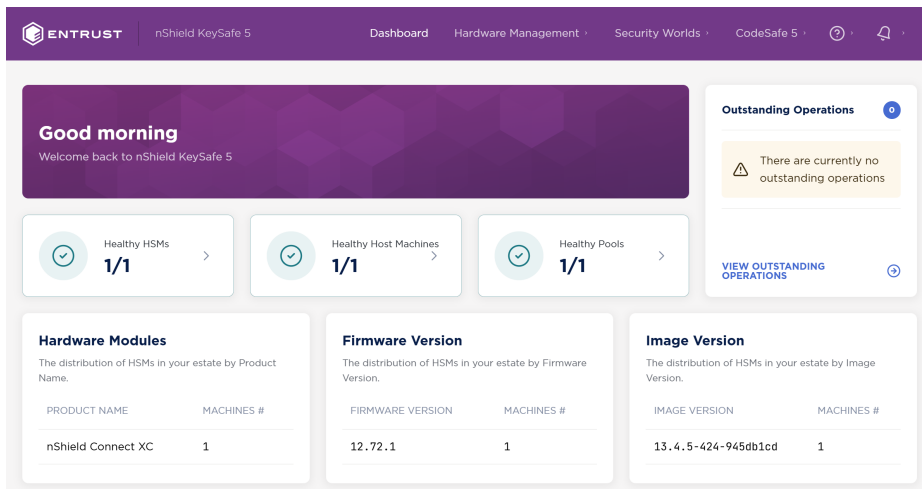 ENTRUST
nShield KeySafe 5
Dashboard
Hardware Management
Security Worlds
CodeSafe 5
Good morning
Welcome back to nShield KeySafe 5
Outstanding Operations
0
There are currently no
outstanding operations
VIEW OUTSTANDING
OPERATIONS
Healthy HSMs
1/1
Healthy Host Machines
1/1
Healthy Pools
1/1
Hardware Modules
The distribution of HSMs in your estate by Product
Name.
PRODUCT NAME MACHINES #
nShield Connect XC 1
Firmware Version
The distribution of HSMs in your estate by Firmware
Version.
FIRMWARE VERSION MACHINES #
12.72.1 1
Image Version
The distribution of HSMs in your estate by Image
Version.
IMAGE VERSION MACHINES #
13.4.5-424-945db1cd 1